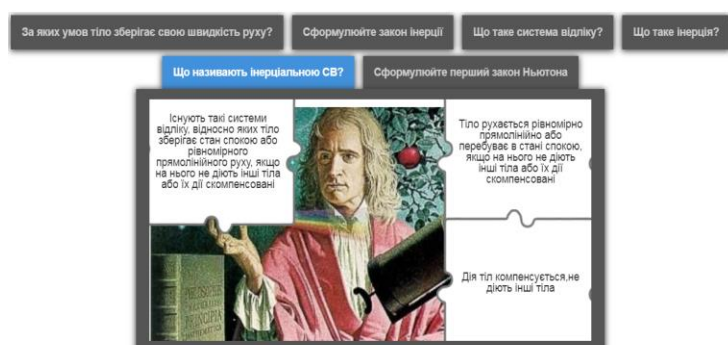 За яких умов тіло зберігає свою швидкість руху?
Сформулюйте закон інерції
Що таке система відліку?
Що таке інерція?
Що називають інерціальною СВ?
Сформулюйте перший закон Ньютона
Існують такі системи
відліку, відносно яких тіло
зберігає стан спокою або
рівномірного
прямолінійного руху, якщо
на нього не діють інші тіла
або їх дії скомпенсовані
Тіло рухається рівномірно
прямолінійно або
перебуває в стані спокою,
якщо на нього не діють
інші тіла або їх дії
скомпенсовані
Дія тіл компенсується,не
діють інші тіла
PHILOSOPHIÆ
PRINCIPIA